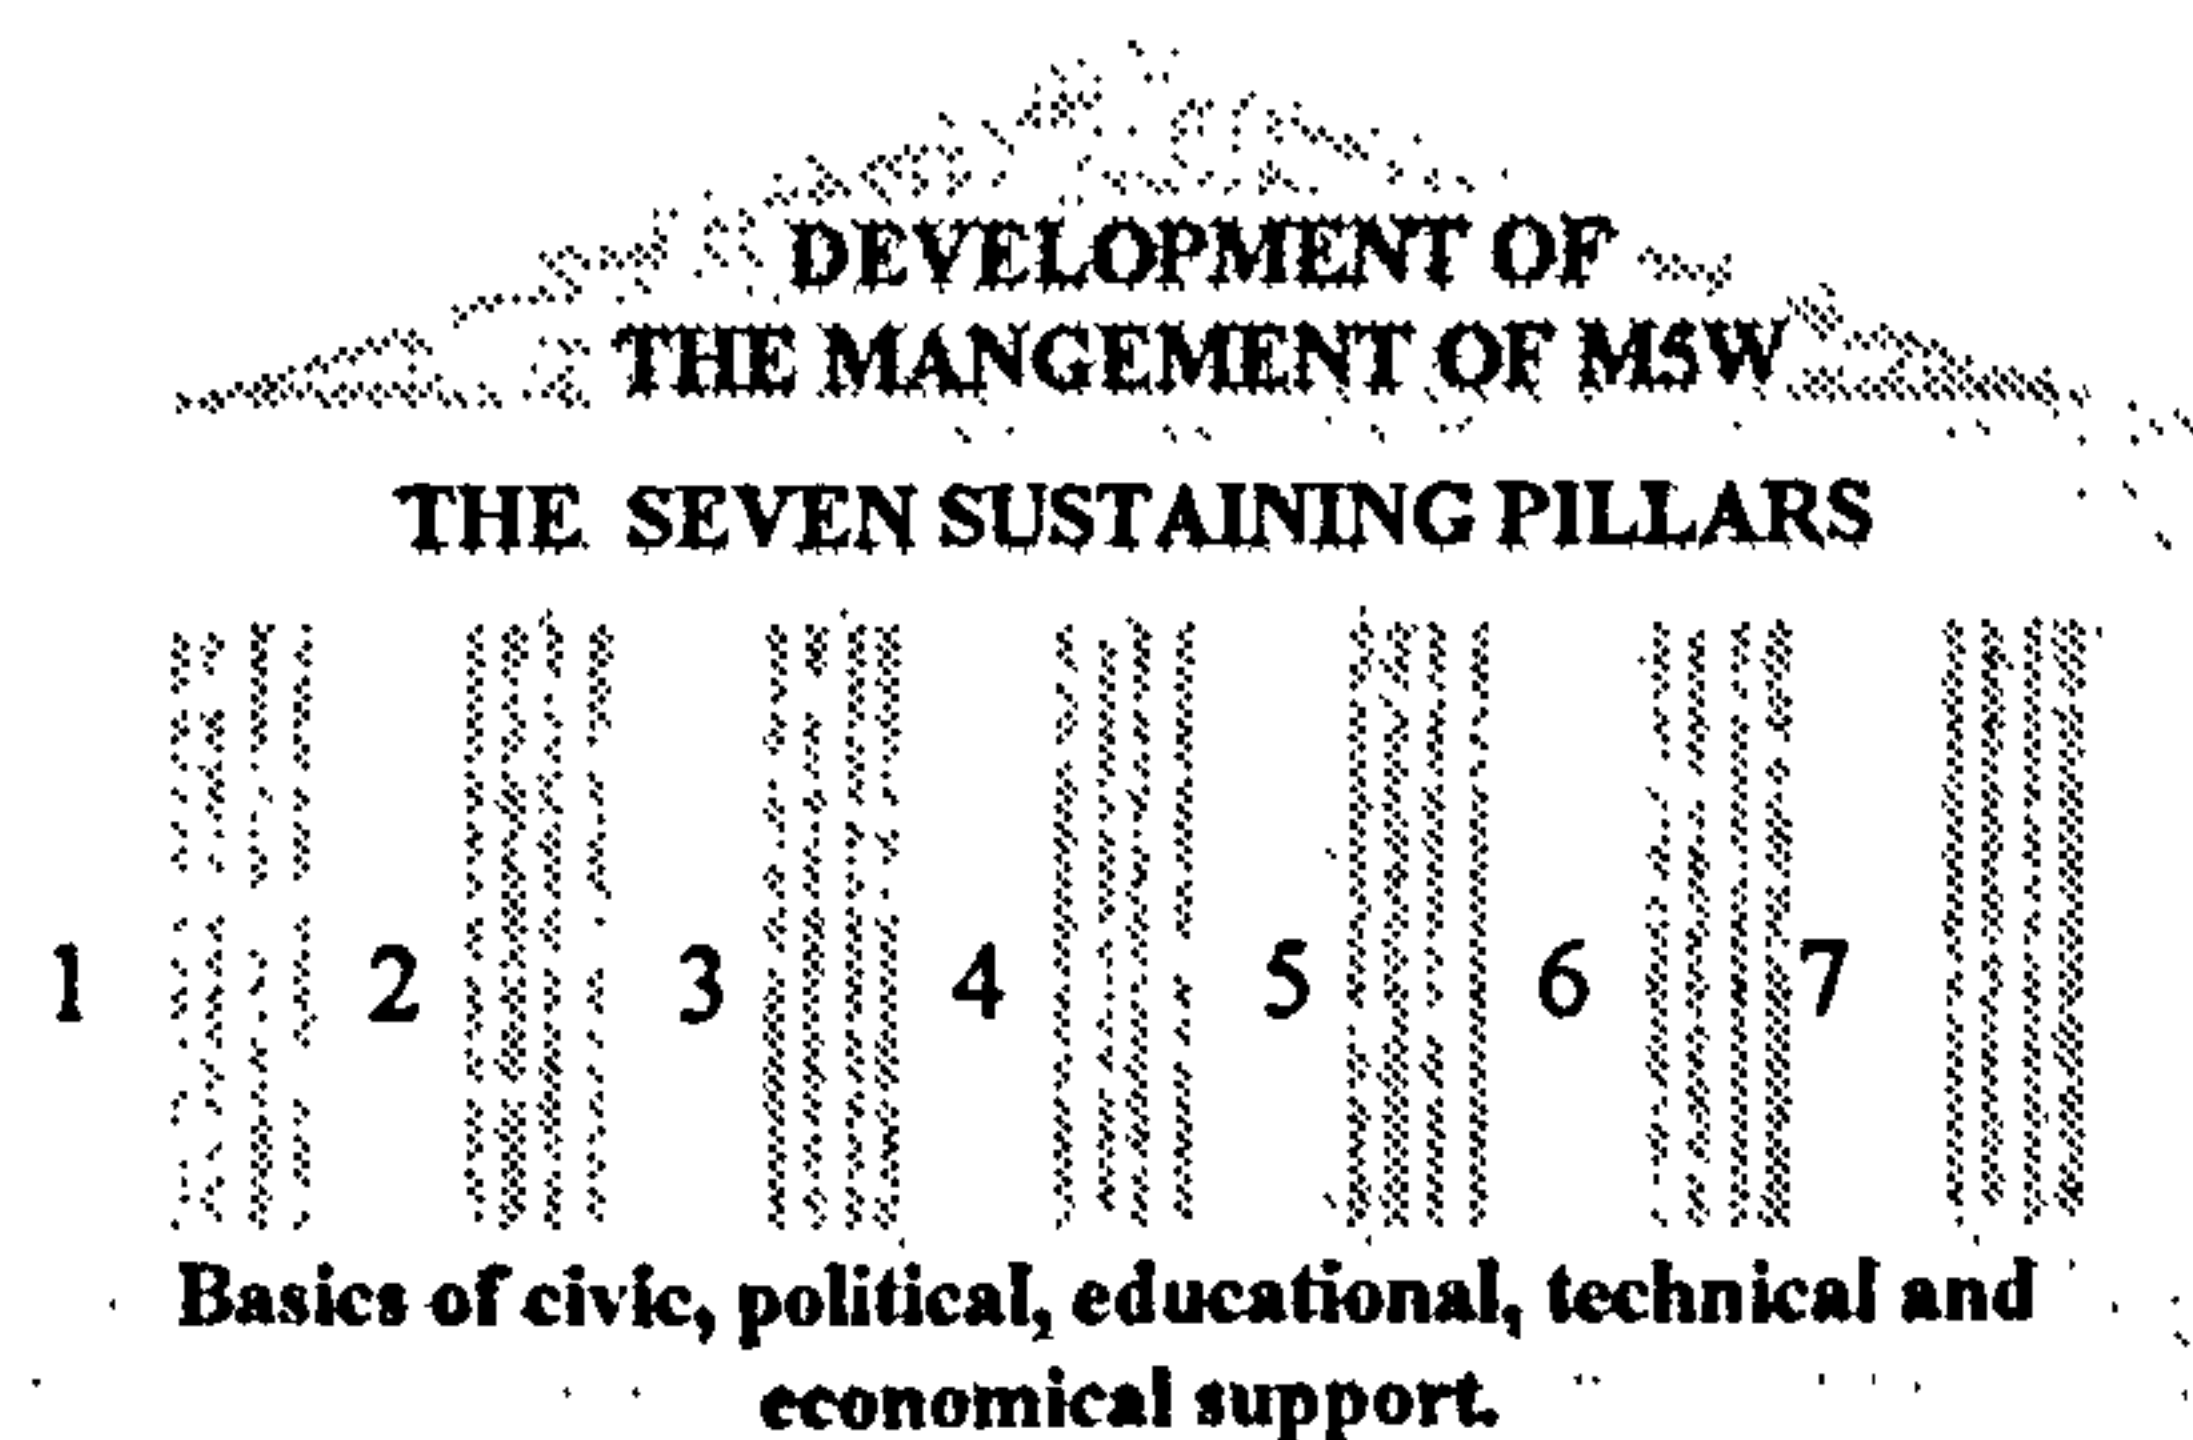 DEVELOPMENT OF
THE MANGEMENT OF MSW
THE SEVEN SUSTAINING PILLARS
1 2 3 4 5 6 7
Basics of civic, political, educational, technical and
economical support.